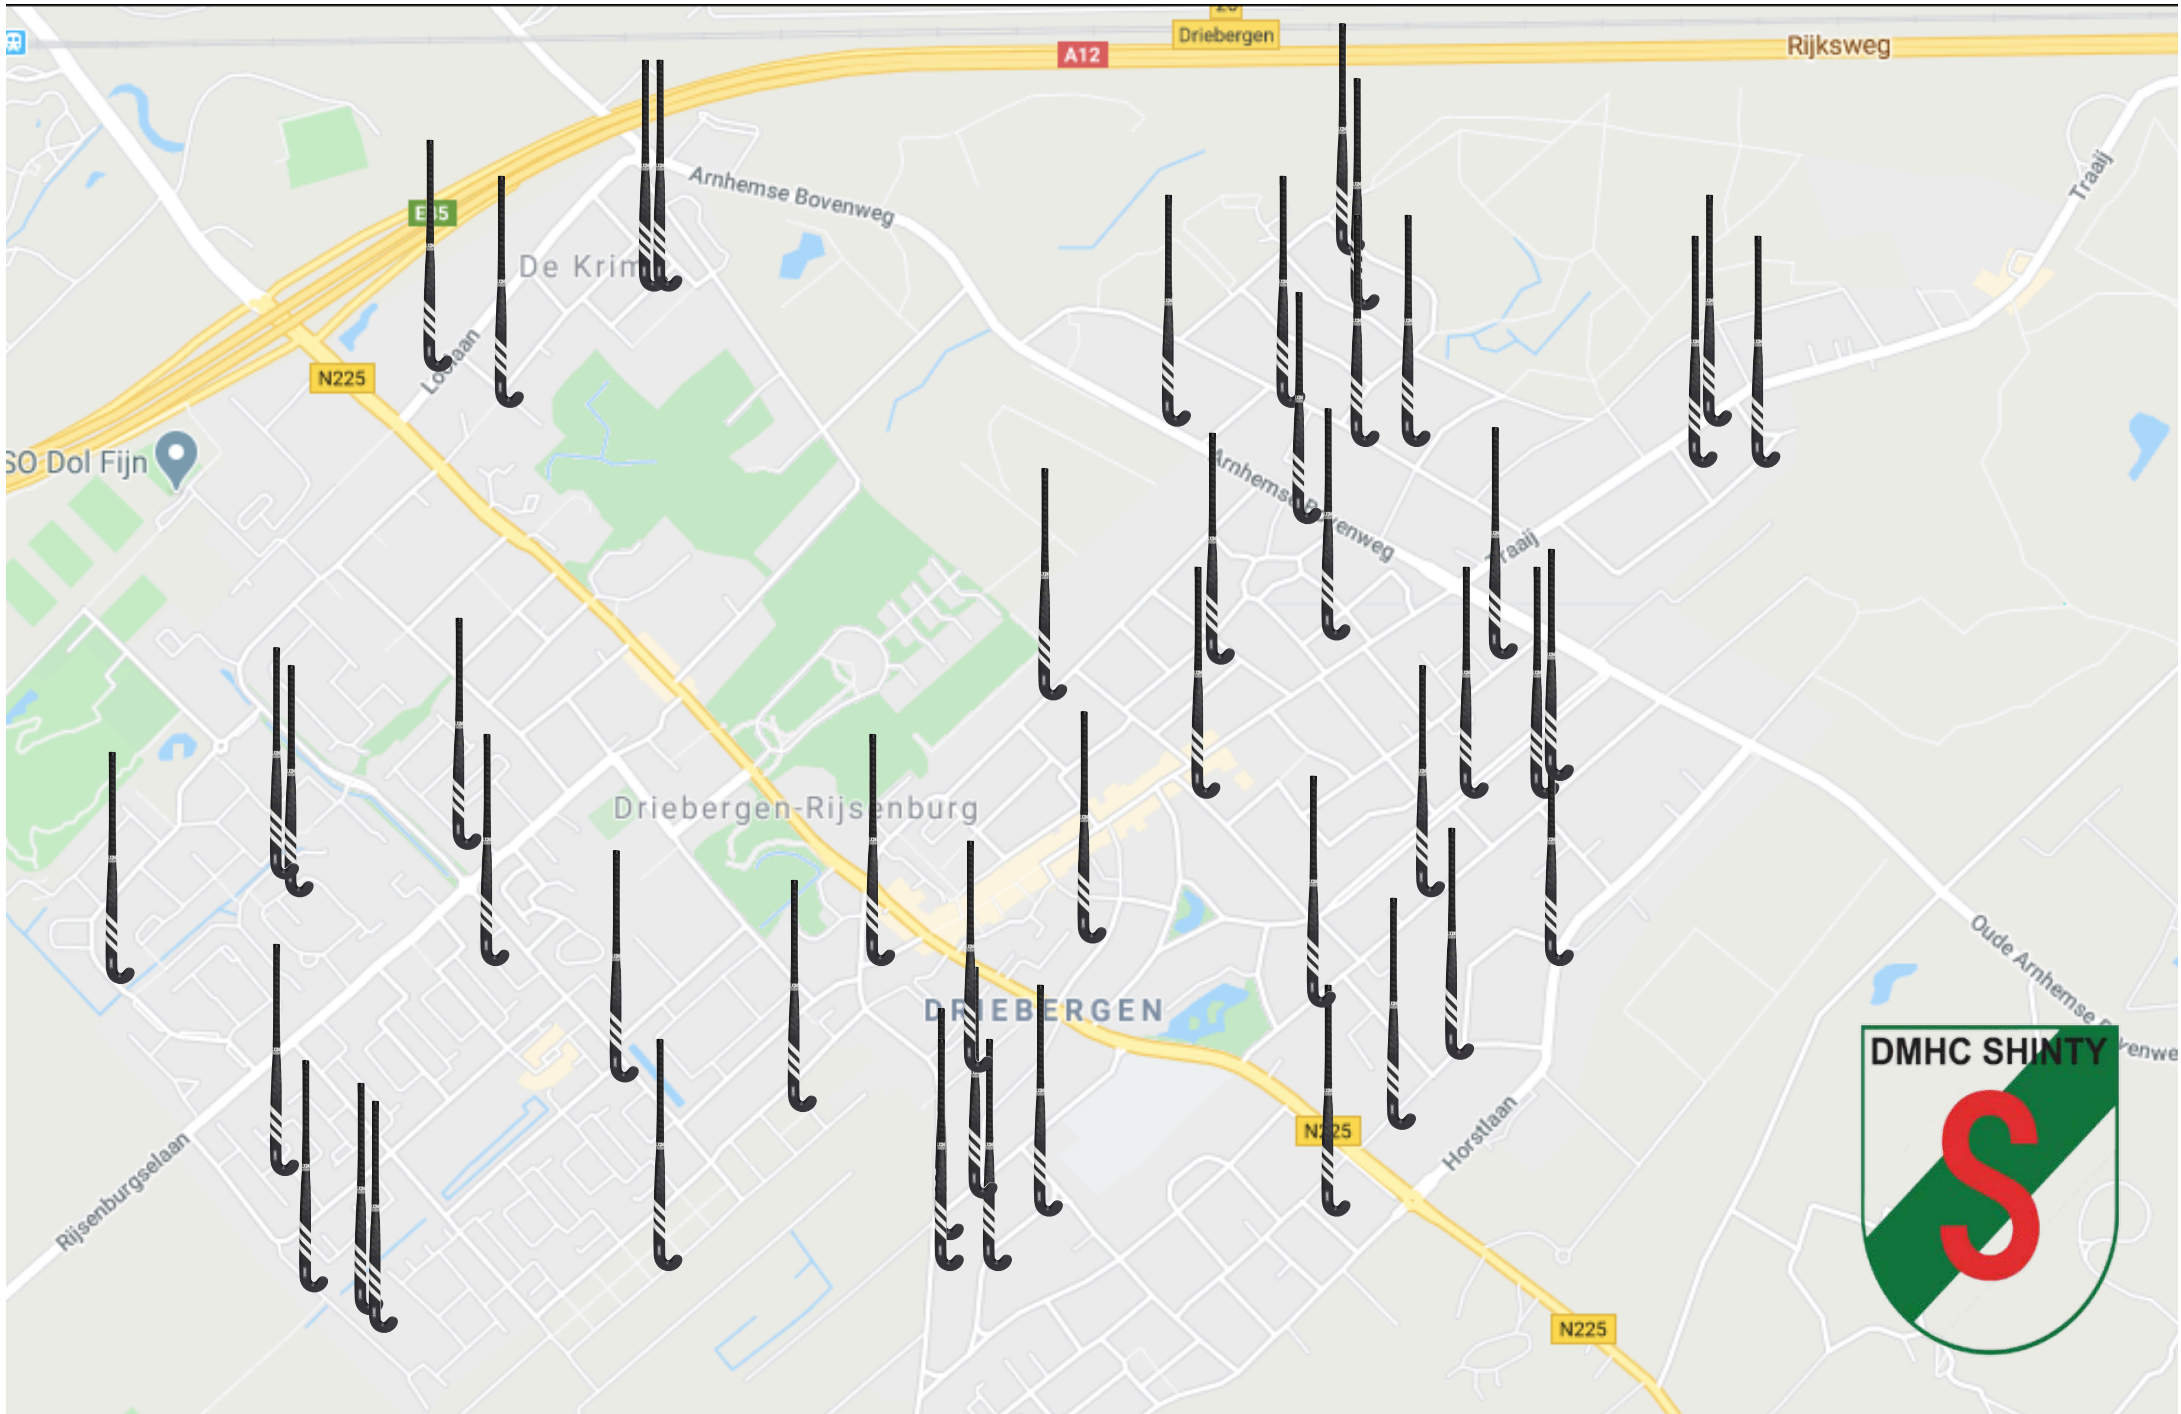 Driebergen
A12
Rijksweg
Traaij
Arnhemse Bovenweg
E35
De Krim
Loolaan
N225
SO Dol Fijn
Arnhemse Bovenweg
Traaij
Driebergen-Rijsenburg
DRIEBERGEN
Oude Arnhemse
DMHC SHINTY
S
N225
Horstlaan
Rijsenburgselaan
N225